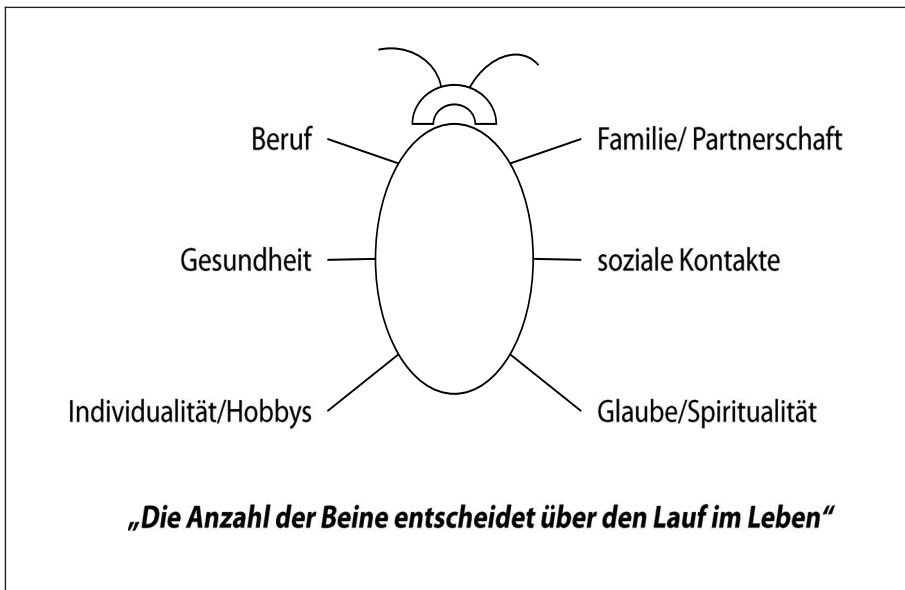 Beruf
Familie/ Partnerschaft
Gesundheit
soziale Kontakte
Individualität/Hobbys
Glaube/Spiritualität
„Die Anzahl der Beine entscheidet über den Lauf im Leben“